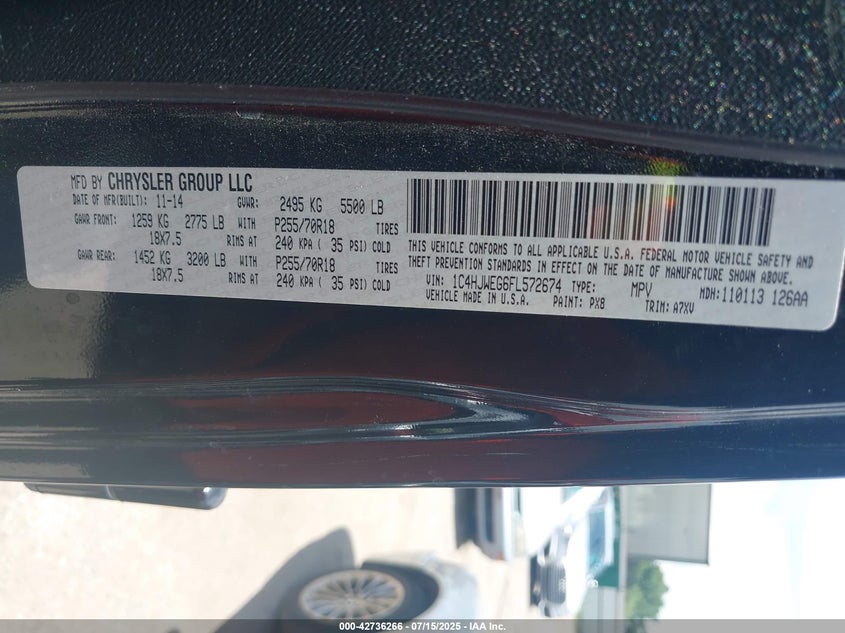 MFD BY CHRYSLER GROUP LLC
DATE OF MFR(BUILT): 11-14 GVWR: 2495 KG 5500 LB
GAWR FRONT: 1259 KG 2775 LB WITH P255/70R18 TIRES
18X7.5 RIMS AT 240 KPA ( 35 PSI) COLD
GAWR REAR: 1452 KG 3200 LB WITH P255/70R18 TIRES
18X7.5 RIMS AT 240 KPA ( 35 PSI) COLD
THIS VEHICLE CONFORMS TO ALL APPLICABLE U.S.A. FEDERAL MOTOR VEHICLE SAFETY AND
THEFT PREVENTION STANDARDS IN EFFECT ON THE DATE OF MANUFACTURE SHOWN ABOVE.
VIN: 1C4HJWEG6FL572674 TYPE: MPV MDH: 110113 126AA
VEHICLE MADE IN U.S.A. PAINT: PX8 TRIM: A7XV
000-42736266 - 07/15/2025 - IAA Inc.